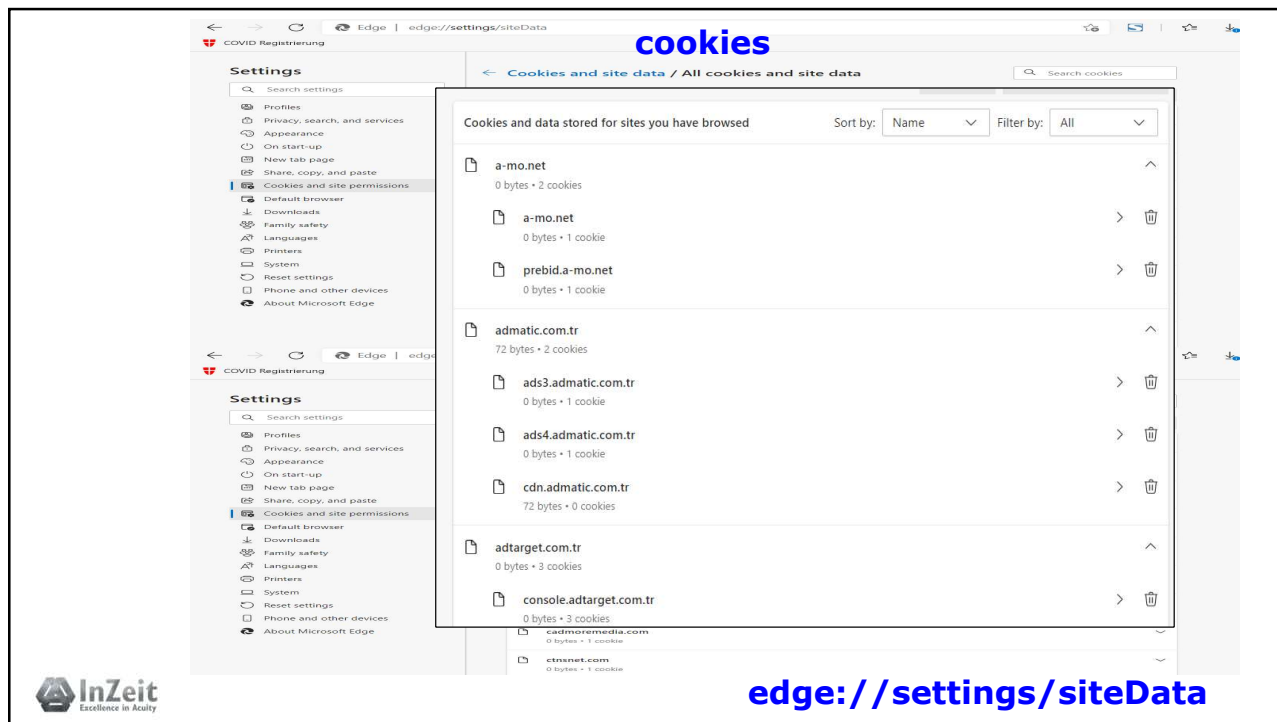 Edge | edge://settings/siteData
COVID Registrierung
cookies
Settings
Search settings
Profiles
Privacy, search, and services
Appearance
On start-up
New tab page
Share, copy, and paste
Cookies and site permissions
Default browser
Downloads
Family safety
Languages
Printers
System
Reset settings
Phone and other devices
About Microsoft Edge
Cookies and site data / All cookies and site data
Search cookies
Cookies and data stored for sites you have browsed
Sort by: Name Filter by: All
a-mo.net
0 bytes • 2 cookies
a-mo.net
0 bytes • 1 cookie
prebid.a-mo.net
0 bytes • 1 cookie
admatic.com.tr
72 bytes • 2 cookies
ads3.admatic.com.tr
0 bytes • 1 cookie
ads4.admatic.com.tr
0 bytes • 1 cookie
cdn.admatic.com.tr
72 bytes • 0 cookies
adtarget.com.tr
0 bytes • 3 cookies
console.adtarget.com.tr
0 bytes • 3 cookies
Edge | edge
COVID Registrierung
Settings
Search settings
Profiles
Privacy, search, and services
Appearance
On start-up
New tab page
Share, copy, and paste
Cookies and site permissions
Default browser
Downloads
Family safety
Languages
Printers
System
Reset settings
Phone and other devices
About Microsoft Edge
cadmoremedia.com
0 bytes • 1 cookie
ctnsnet.com
0 bytes • 1 cookie
InZeit
Excellence in Acuity
edge://settings/siteData